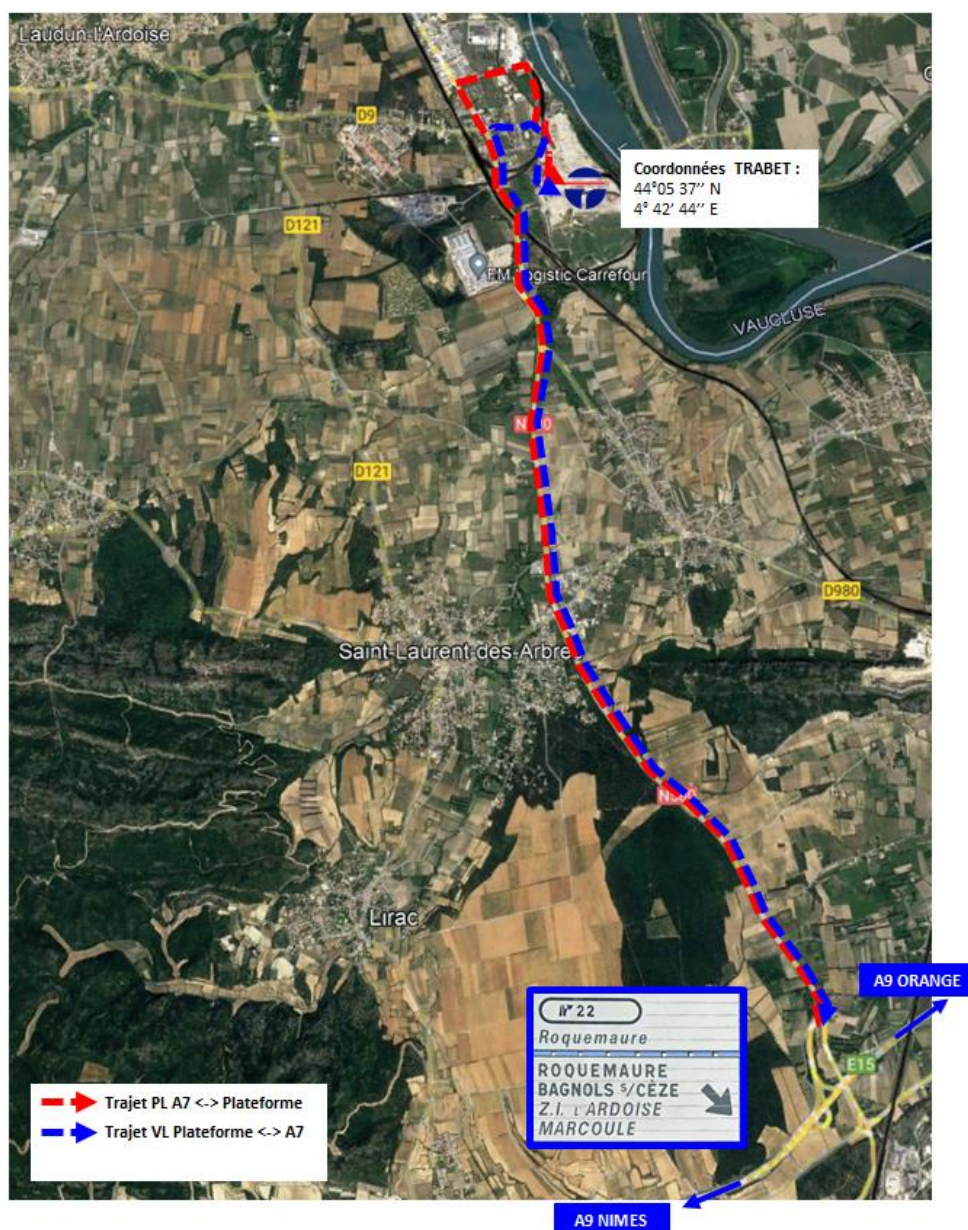 Laudun-l'Ardoise
D9
Coordonnées TRABET :
44°05 37'' N
4° 42' 44'' E
D121
FM Logistic Carrefour
VAUCLUSE
D121
D980
Saint-Laurent-des-Arbre
Lirac
A9 ORANGE
E15
N° 22
Roquemaure
ROQUEMAURE
BAGNOLS S/CÈZE
Z.I. L'ARDOISE
MARCOULE
Trajet PL A7 <-> Plateforme
Trajet VL Plateforme <-> A7
A9 NIMES